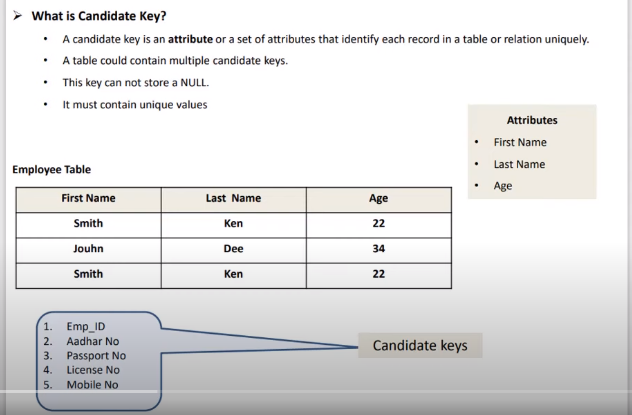 ➢ What is Candidate Key?
• A candidate key is an attribute or a set of attributes that identify each record in a table or relation uniquely.
• A table could contain multiple candidate keys.
• This key can not store a NULL.
• It must contain unique values
Attributes
• First Name
• Last Name
• Age
Employee Table
First Name Last Name Age
Smith Ken 22
Jouhn Dee 34
Smith Ken 22
1. Emp_ID
2. Aadhar No
3. Passport No
4. License No
5. Mobile No
Candidate keys